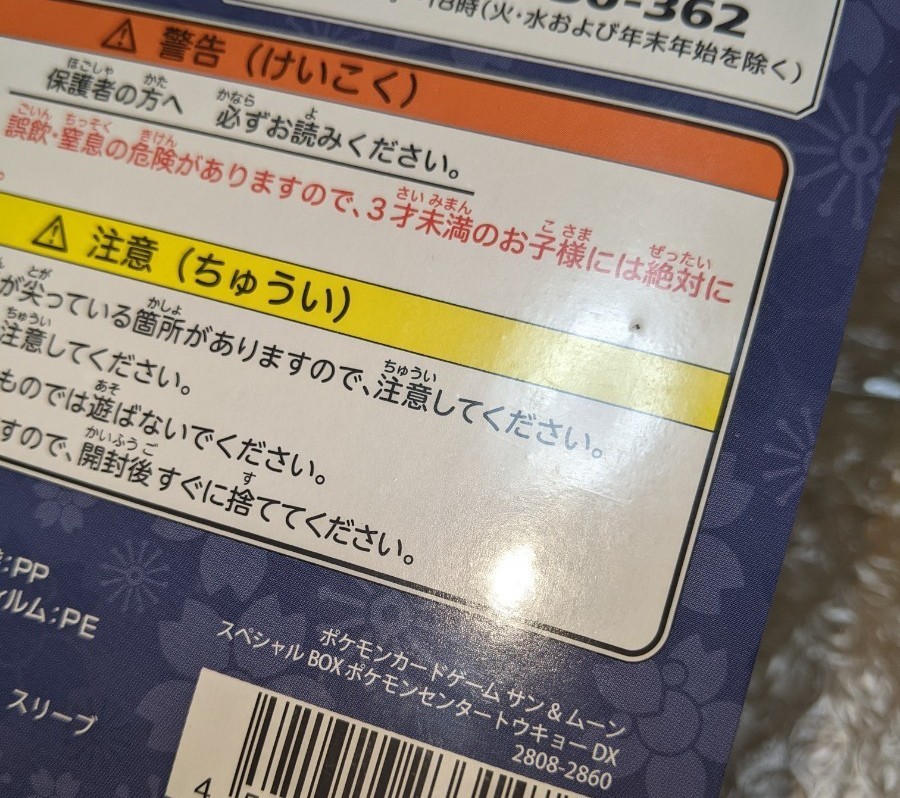 0-362
18時(火・水および年末年始を除く)
⚠ 警告(けいこく)
保護者の方へ 必ずお読みください。
誤飲・窒息の危険がありますので、3才未満のお子様には絶対に
。
⚠ 注意(ちゅうい)
が尖っている箇所がありますので、注意してください。
注意してください。
ものでは遊ばないでください。
すので、開封後すぐに捨ててください。
:PP
ィルム:PE
スリーブ
ポケモンカードゲーム サン&ムーン
スペシャルBOX ポケモンセンタートウキョーDX
2808-2860
4